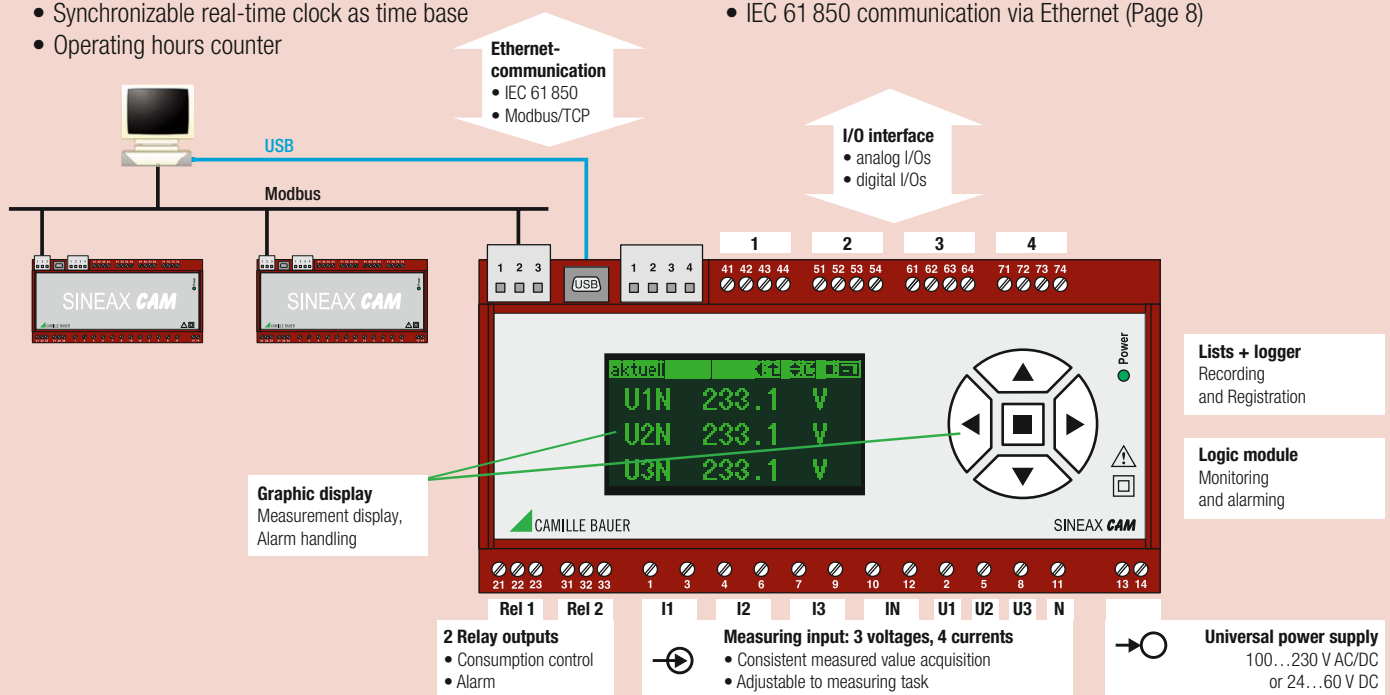 • Synchronizable real-time clock as time base
• Operating hours counter
• IEC 61 850 communication via Ethernet (Page 8)
Ethernet-
communication
• IEC 61 850
• Modbus/TCP
I/O interface
• analog I/Os
• digital I/Os
USB
Modbus
SINEAX CAM
CAMILLE BAUER
SINEAX CAM
CAMILLE BAUER
1 2 3 4
1 2 3
USB
1 2 3 4
41 42 43 44
51 52 53 54
61 62 63 64
71 72 73 74
Power
aktuell
U1N 233.1 V
U2N 233.1 V
U3N 233.1 V
CAMILLE BAUER
SINEAX CAM
Lists + logger
Recording
and Registration
Logic module
Monitoring
and alarming
Graphic display
Measurement display,
Alarm handling
21 22 23 31 32 33 1 3 4 6 7 9 10 12 2 5 8 11 13 14
Rel 1 Rel 2 I1 I2 I3 IN U1 U2 U3 N
2 Relay outputs
• Consumption control
• Alarm
Measuring input: 3 voltages, 4 currents
• Consistent measured value acquisition
• Adjustable to measuring task
Universal power supply
100…230 V AC/DC
or 24…60 V DC